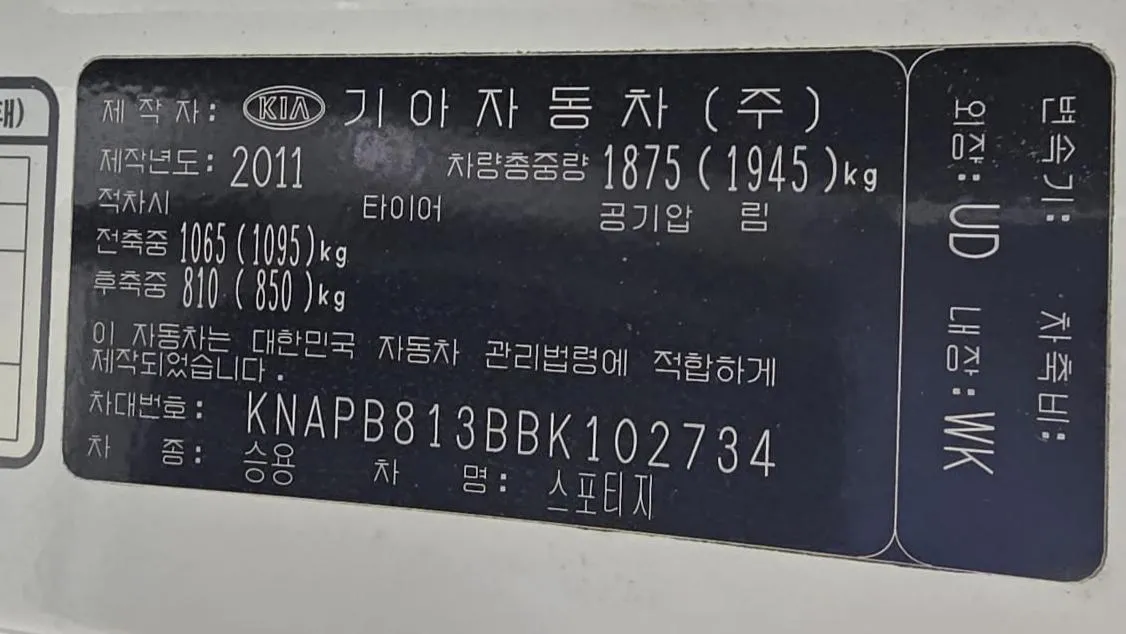 태)
제 작 자: KIA 기아자동차(주)
제작년도: 2011 차량총중량 1875(1945)kg
적차시 타이어 공기압 림
전축중 1065(1095)kg
후축중 810 ( 850 )kg
이 자동차는 대한민국 자동차 관리법령에 적합하게
제작되었습니다.
차대번호: KNAPB813BBK102734
차 종: 승용 차 명: 스포티지
변속기: 차축비:
외장: UD 내장: WK